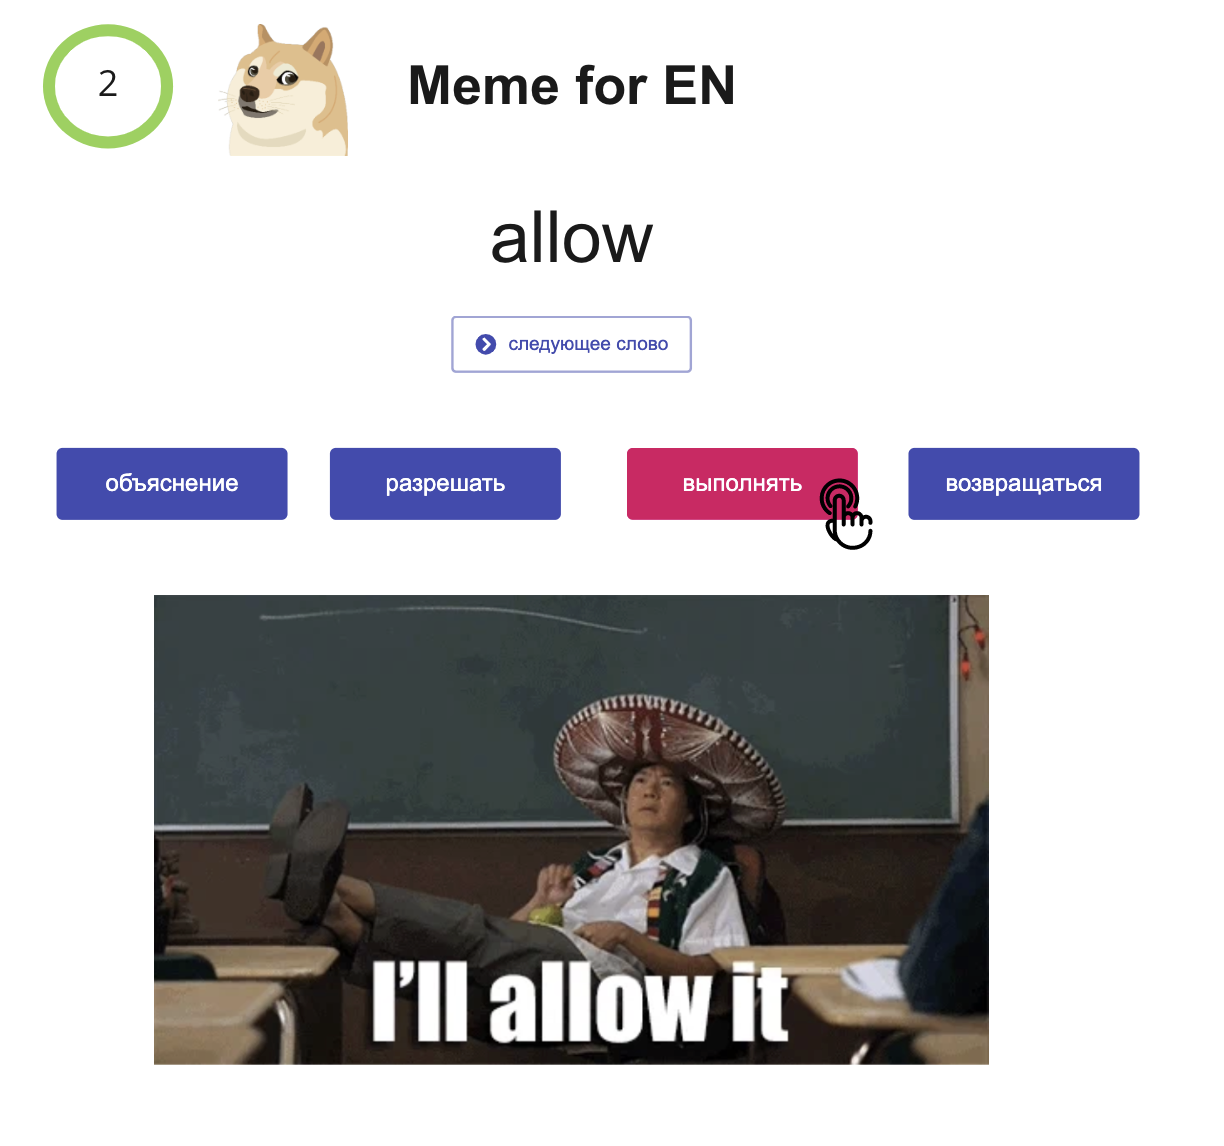 2
Meme for EN
allow
следующее слово
объяснение
разрешать
выполнять
возвращаться
I'll allow it